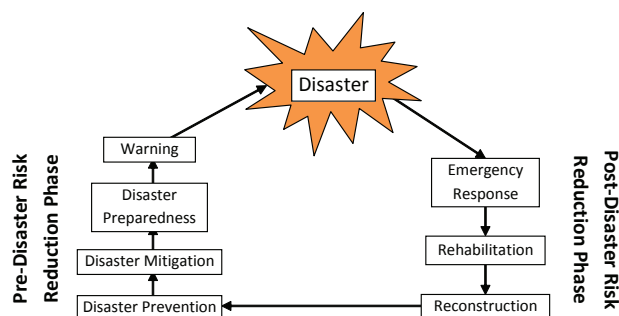 Disaster
Warning
Disaster
Preparedness
Disaster Mitigation
Disaster Prevention
Emergency
Response
Rehabilitation
Reconstruction
Pre-Disaster Risk
Reduction Phase
Post-Disaster Risk
Reduction Phase